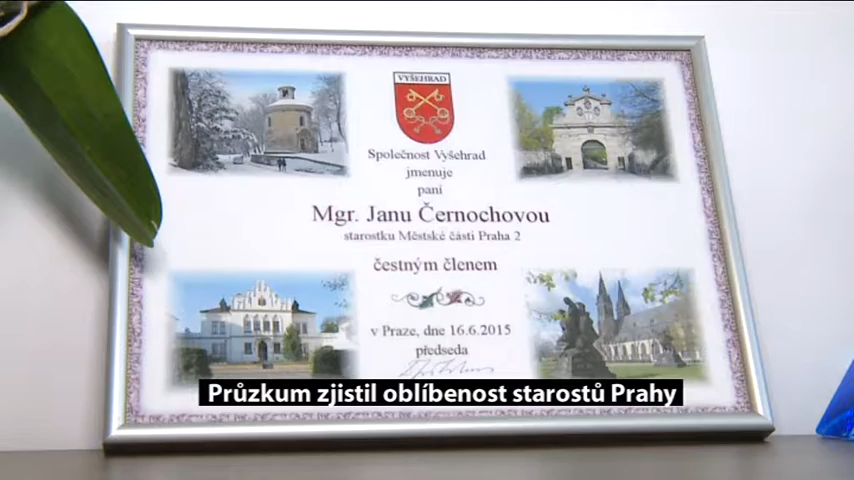 VYŠEHRAD
Společnost Vyšehrad
jmenuje
paní
Mgr. Janu Černochovou
starostku Městské části Praha 2
čestným členem
v Praze, dne 16.6.2015
předseda
Průzkum zjistil oblíbenost starostů Prahy